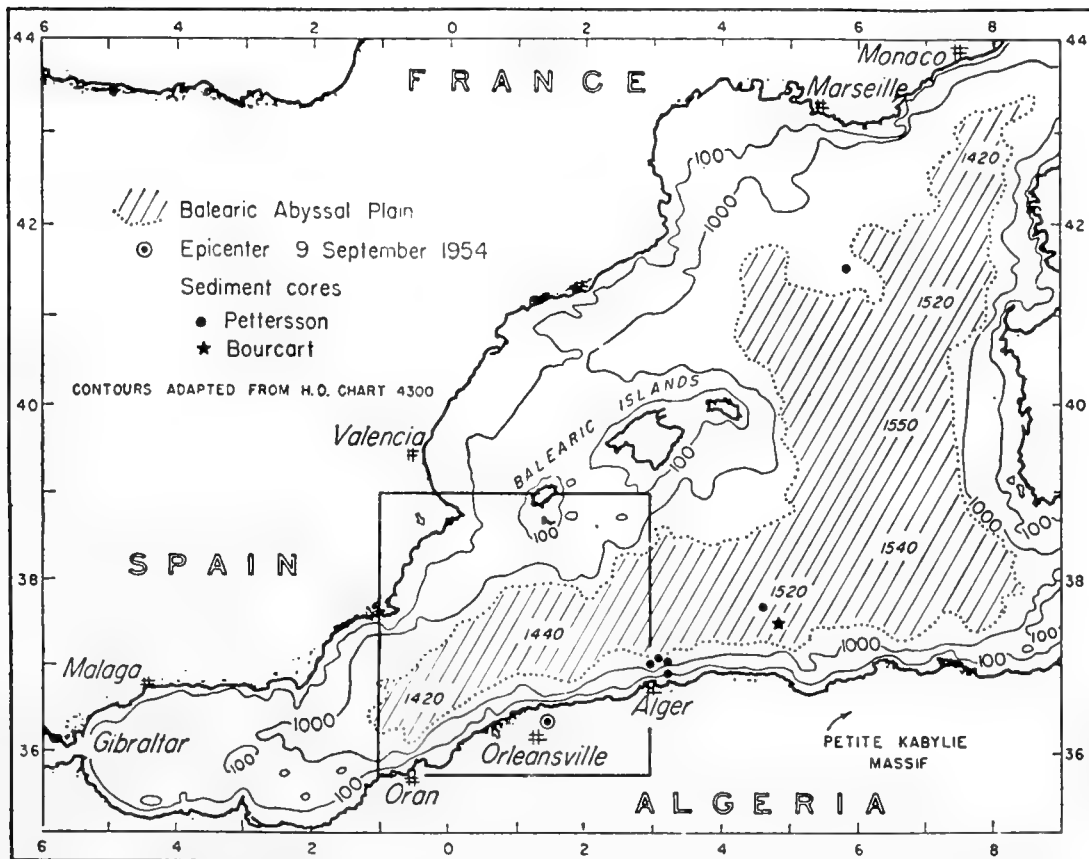 6 4 2 0 2 4 6 8
44 44
Monaco
FRANCE
Marseille
100
1420
1000
42 42
Balearic Abyssal Plain
Epicenter 9 September 1954
Sediment cores
Pettersson
Bourcart
1520
CONTOURS ADAPTED FROM H.O. CHART 4300
40 40
BALEARIC ISLANDS
Valencia
1550
100
1000
100
100
SPAIN
1540
38 38
1520
1440
1000
100
Malaga
1420
100
1000
Alger
Gibraltar
100
Orleansville
PETITE KABYLIE
MASSIF
36 36
100
Oran
ALGERIA
6 4 2 0 2 4 6 8